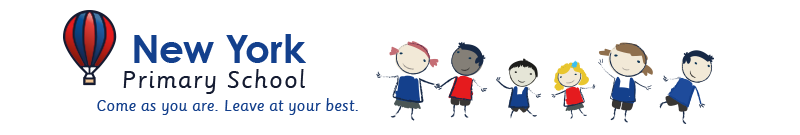 New York
Primary School
Come as you are. Leave at your best.